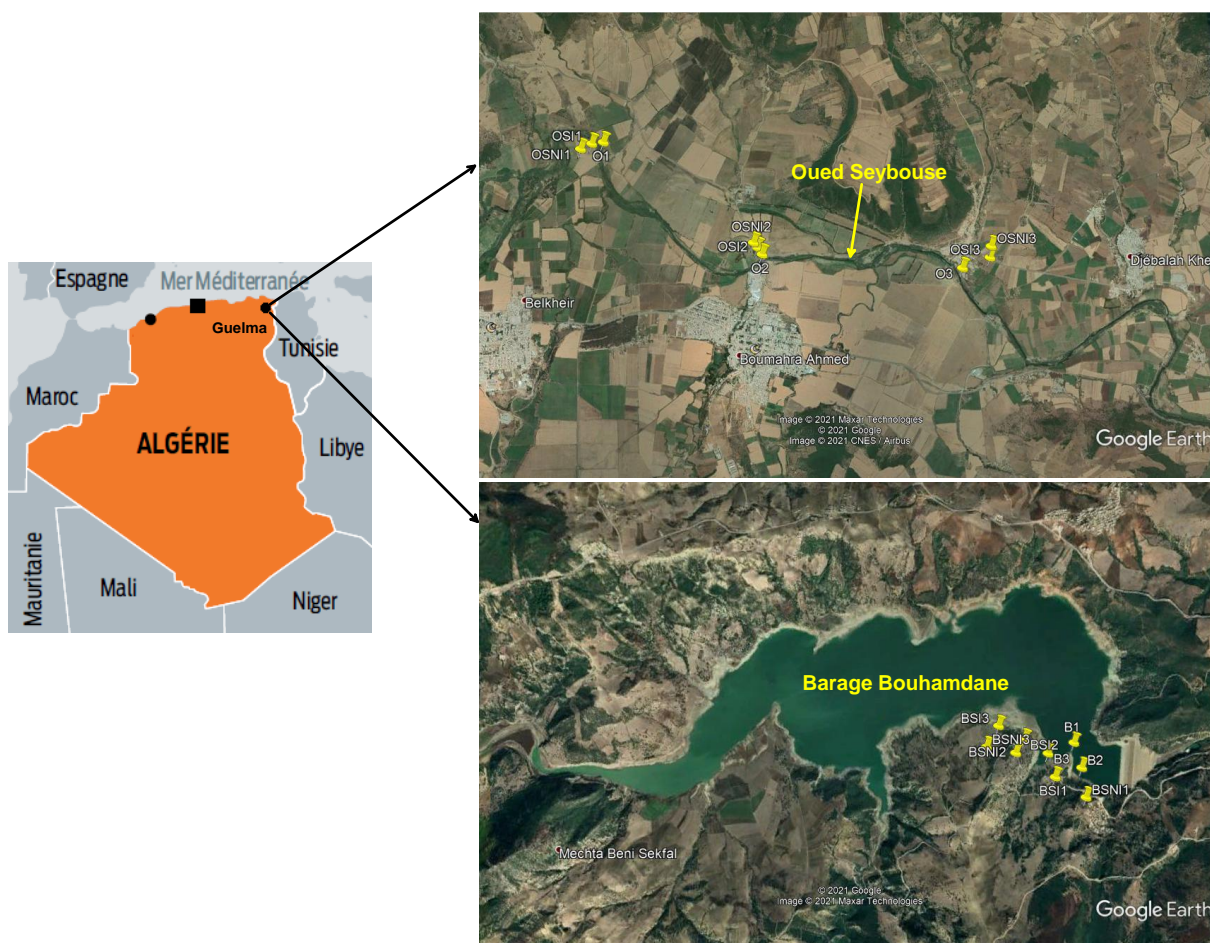 Espagne
Mer Méditerranée
Guelma
Tunisie
Maroc
ALGÉRIE
Libye
Mauritanie
Mali
Niger
OSI1
OSNI1
O1
Oued Seybouse
OSNI2
OSI2
O2
OSNI3
OSI3
O3
Djebalah Khe
Belkheir
Boumahra Ahmed
Image © 2021 Maxar Technologies
© 2021 Google
Image © 2021 CNES / Airbus
Google Earth
Barage Bouhamdane
BSI3
B1
BSNI3
BSI2
BSNI2
B3
B2
BSI1
BSNI1
Mechta Beni Sekfal
© 2021 Google
Image © 2021 Maxar Technologies
Google Earth